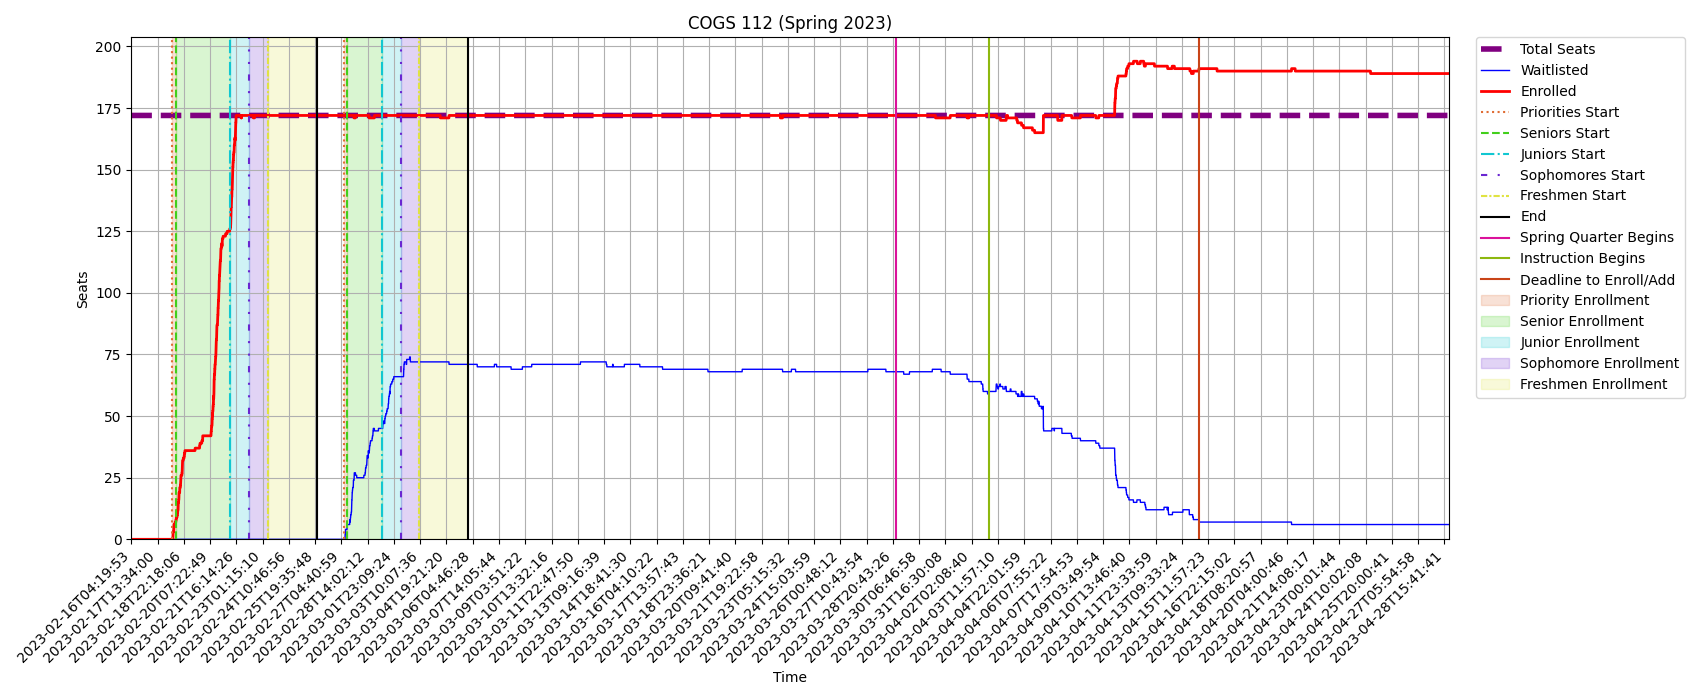 COGS 112 (Spring 2023)
Seats
200
175
150
125
100
75
50
25
0
2023-02-16T04:19:53
2023-02-17T13:34:00
2023-02-18T22:18:06
2023-02-20T07:22:49
2023-02-21T16:14:26
2023-02-23T01:15:10
2023-02-24T10:46:56
2023-02-25T19:35:48
2023-02-27T04:40:59
2023-02-28T14:02:12
2023-03-01T23:09:24
2023-03-03T10:07:36
2023-03-04T19:21:20
2023-03-06T04:46:28
2023-03-07T14:05:44
2023-03-09T03:51:22
2023-03-10T13:32:16
2023-03-11T22:47:50
2023-03-13T09:16:39
2023-03-14T18:41:30
2023-03-16T04:10:22
2023-03-17T13:57:43
2023-03-18T23:36:21
2023-03-20T09:41:40
2023-03-21T19:22:58
2023-03-23T05:15:32
2023-03-24T15:03:59
2023-03-26T00:48:12
2023-03-27T10:43:54
2023-03-28T20:43:26
2023-03-30T06:46:58
2023-03-31T16:30:08
2023-04-02T02:08:40
2023-04-03T11:57:10
2023-04-04T22:01:59
2023-04-06T07:55:22
2023-04-07T17:54:53
2023-04-09T03:49:54
2023-04-10T13:46:40
2023-04-11T23:33:59
2023-04-13T09:33:24
2023-04-15T11:57:23
2023-04-16T22:15:02
2023-04-18T08:20:57
2023-04-20T04:00:46
2023-04-21T14:08:17
2023-04-23T00:01:44
2023-04-24T10:02:08
2023-04-25T20:00:41
2023-04-27T05:54:58
2023-04-28T15:41:41
Time
Total Seats
Waitlisted
Enrolled
Priorities Start
Seniors Start
Juniors Start
Sophomores Start
Freshmen Start
End
Spring Quarter Begins
Instruction Begins
Deadline to Enroll/Add
Priority Enrollment
Senior Enrollment
Junior Enrollment
Sophomore Enrollment
Freshmen Enrollment